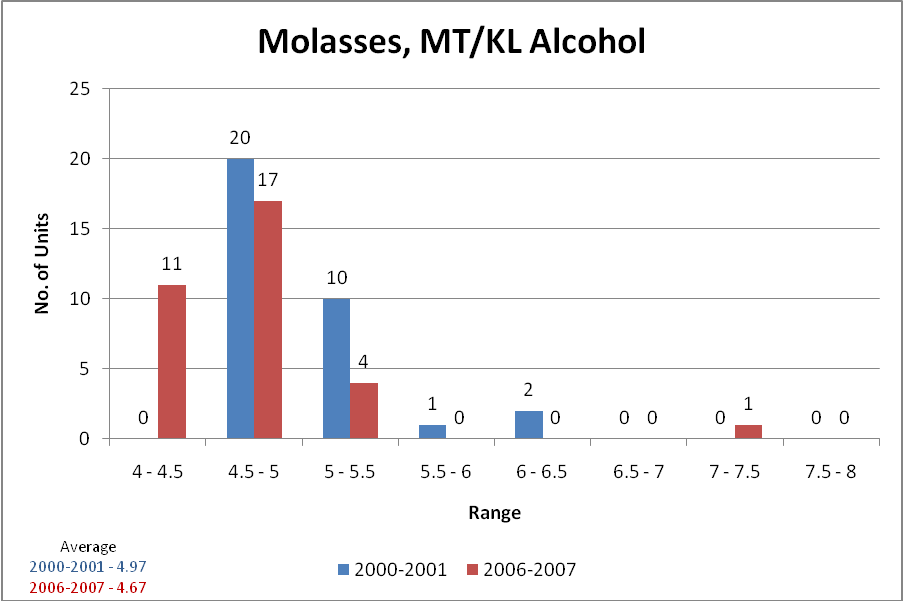 Molasses, MT/KL Alcohol
No. of Units
25
20
15
10
5
0
0 11 20 17 10 4 1 0 2 0 0 0 0 1 0 0
4 - 4.5 4.5 - 5 5 - 5.5 5.5 - 6 6 - 6.5 6.5 - 7 7 - 7.5 7.5 - 8
Range
2000-2001 2006-2007
Average
2000-2001 - 4.97
2006-2007 - 4.67